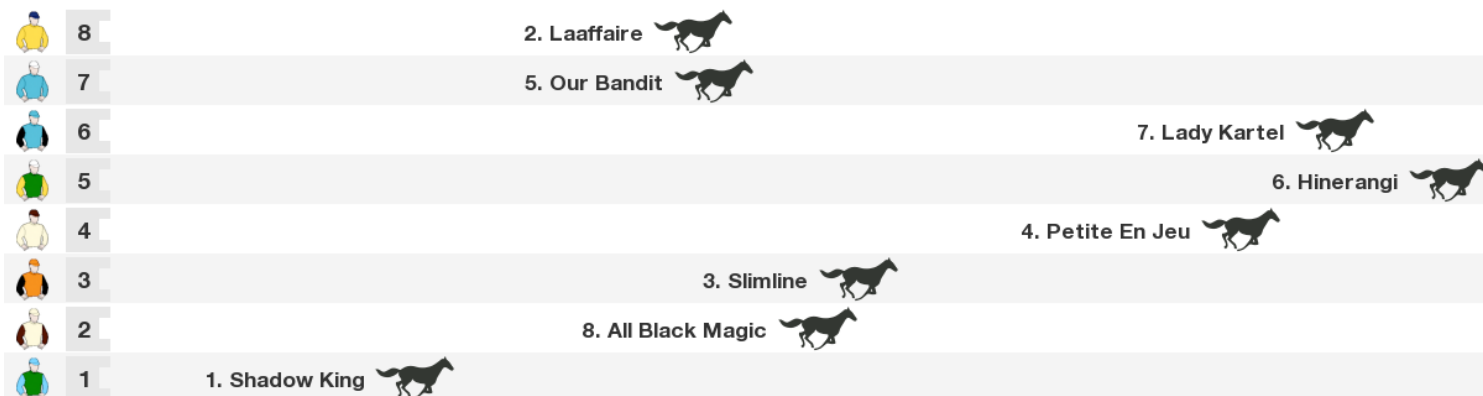 8 2. Laaffaire
7 5. Our Bandit
6 7. Lady Kartel
5 6. Hinerangi
4 4. Petite En Jeu
3 3. Slimline
2 8. All Black Magic
1 1. Shadow King